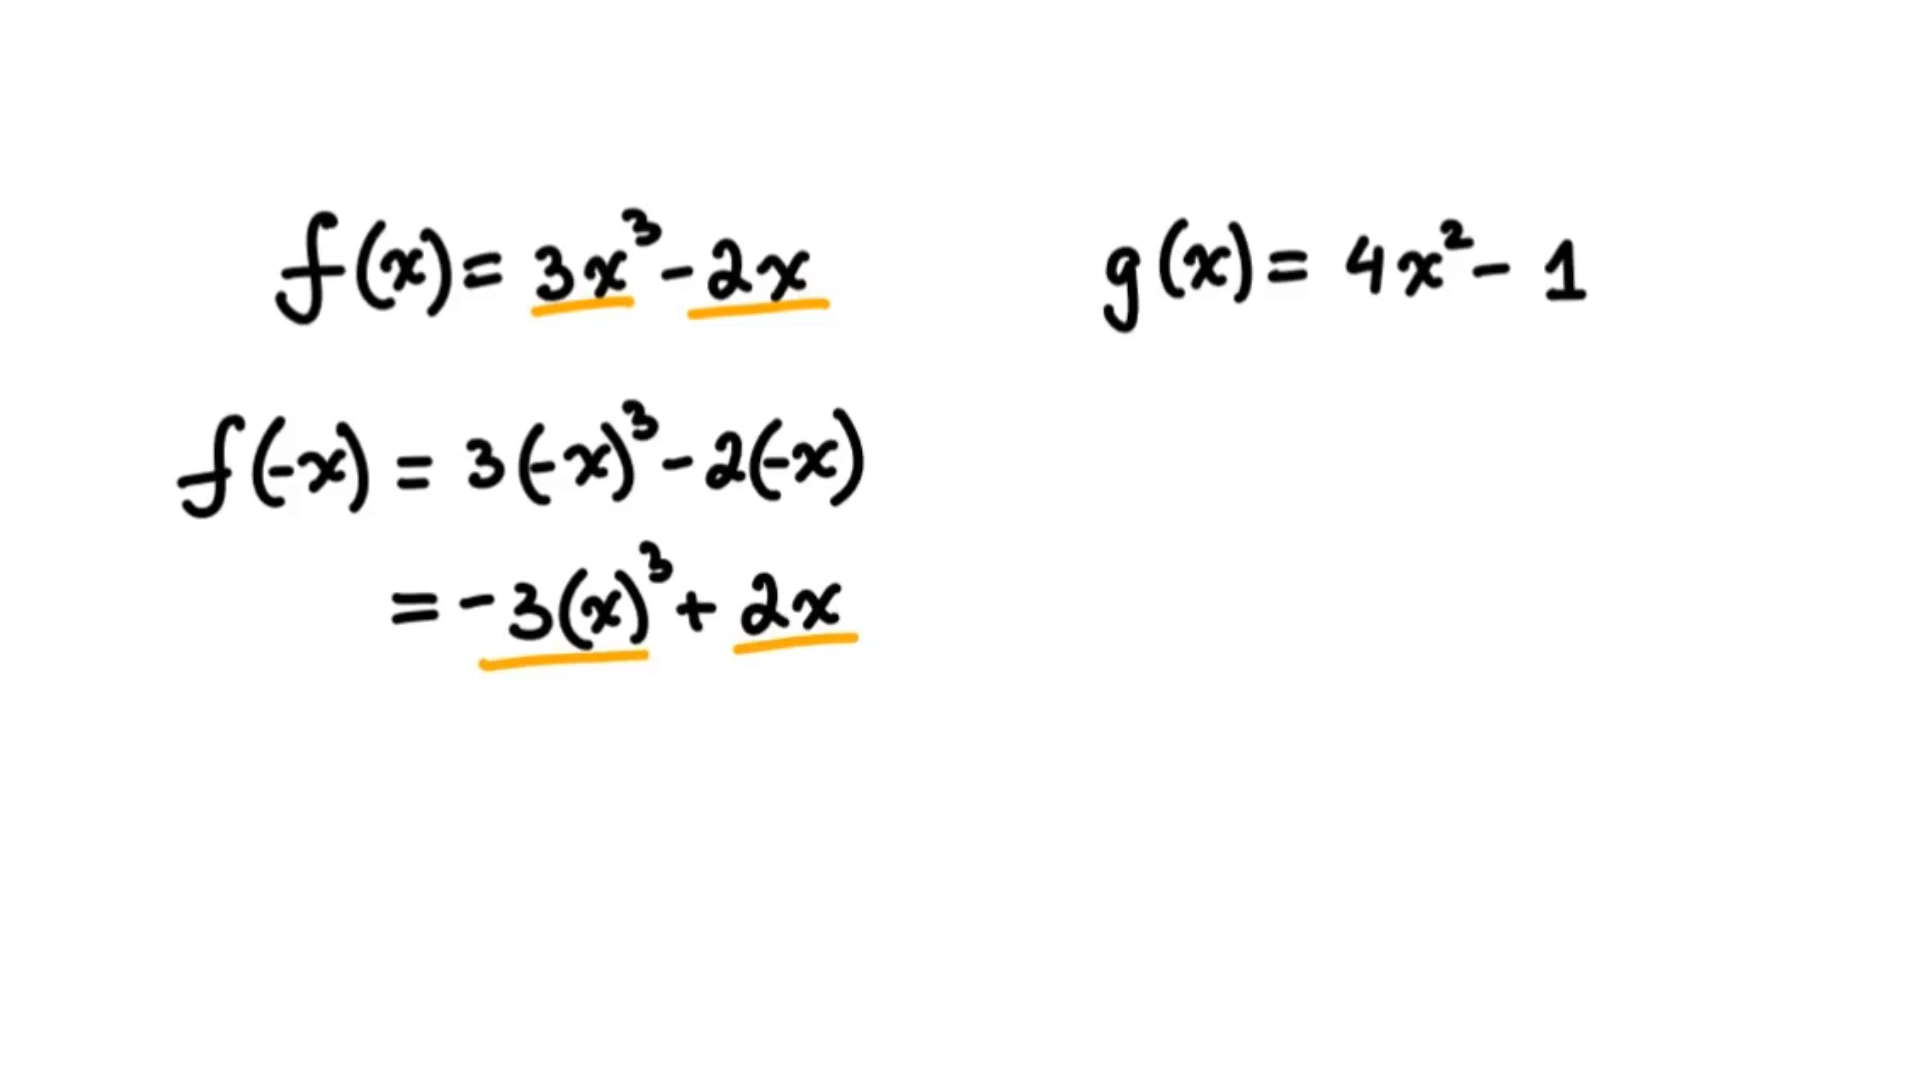 f(x) = 3x³ - 2x
f(-x) = 3(-x)³ - 2(-x)
= -3(x)³ + 2x
g(x) = 4x² - 1